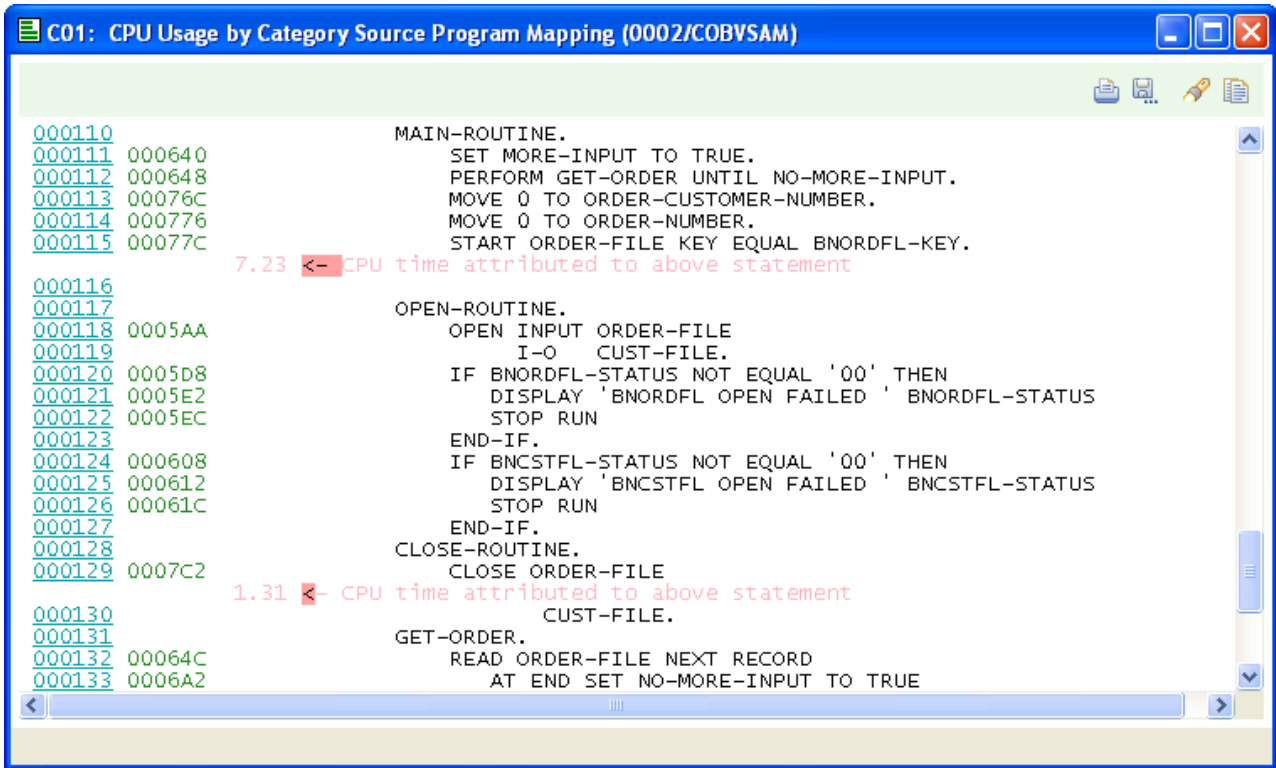 C01:  CPU Usage by Category Source Program Mapping (0002/COBVSAM)
000110                     MAIN-ROUTINE.
000111 000640                  SET MORE-INPUT TO TRUE.
000112 000648                  PERFORM GET-ORDER UNTIL NO-MORE-INPUT.
000113 00076C                  MOVE 0 TO ORDER-CUSTOMER-NUMBER.
000114 000776                  MOVE 0 TO ORDER-NUMBER.
000115 00077C                  START ORDER-FILE KEY EQUAL BNORDFL-KEY.
               7.23 <- CPU time attributed to above statement
000116
000117                     OPEN-ROUTINE.
000118 0005AA                  OPEN INPUT ORDER-FILE
000119                              I-O   CUST-FILE.
000120 0005D8                  IF BNORDFL-STATUS NOT EQUAL '00' THEN
000121 0005E2                     DISPLAY 'BNORDFL OPEN FAILED ' BNORDFL-STATUS
000122 0005EC                     STOP RUN
000123                         END-IF.
000124 000608                  IF BNCSTFL-STATUS NOT EQUAL '00' THEN
000125 000612                     DISPLAY 'BNCSTFL OPEN FAILED ' BNCSTFL-STATUS
000126 00061C                     STOP RUN
000127                         END-IF.
000128                     CLOSE-ROUTINE.
000129 0007C2                  CLOSE ORDER-FILE
               1.31 <- CPU time attributed to above statement
000130                                CUST-FILE.
000131                     GET-ORDER.
000132 00064C                  READ ORDER-FILE NEXT RECORD
000133 0006A2                     AT END SET NO-MORE-INPUT TO TRUE